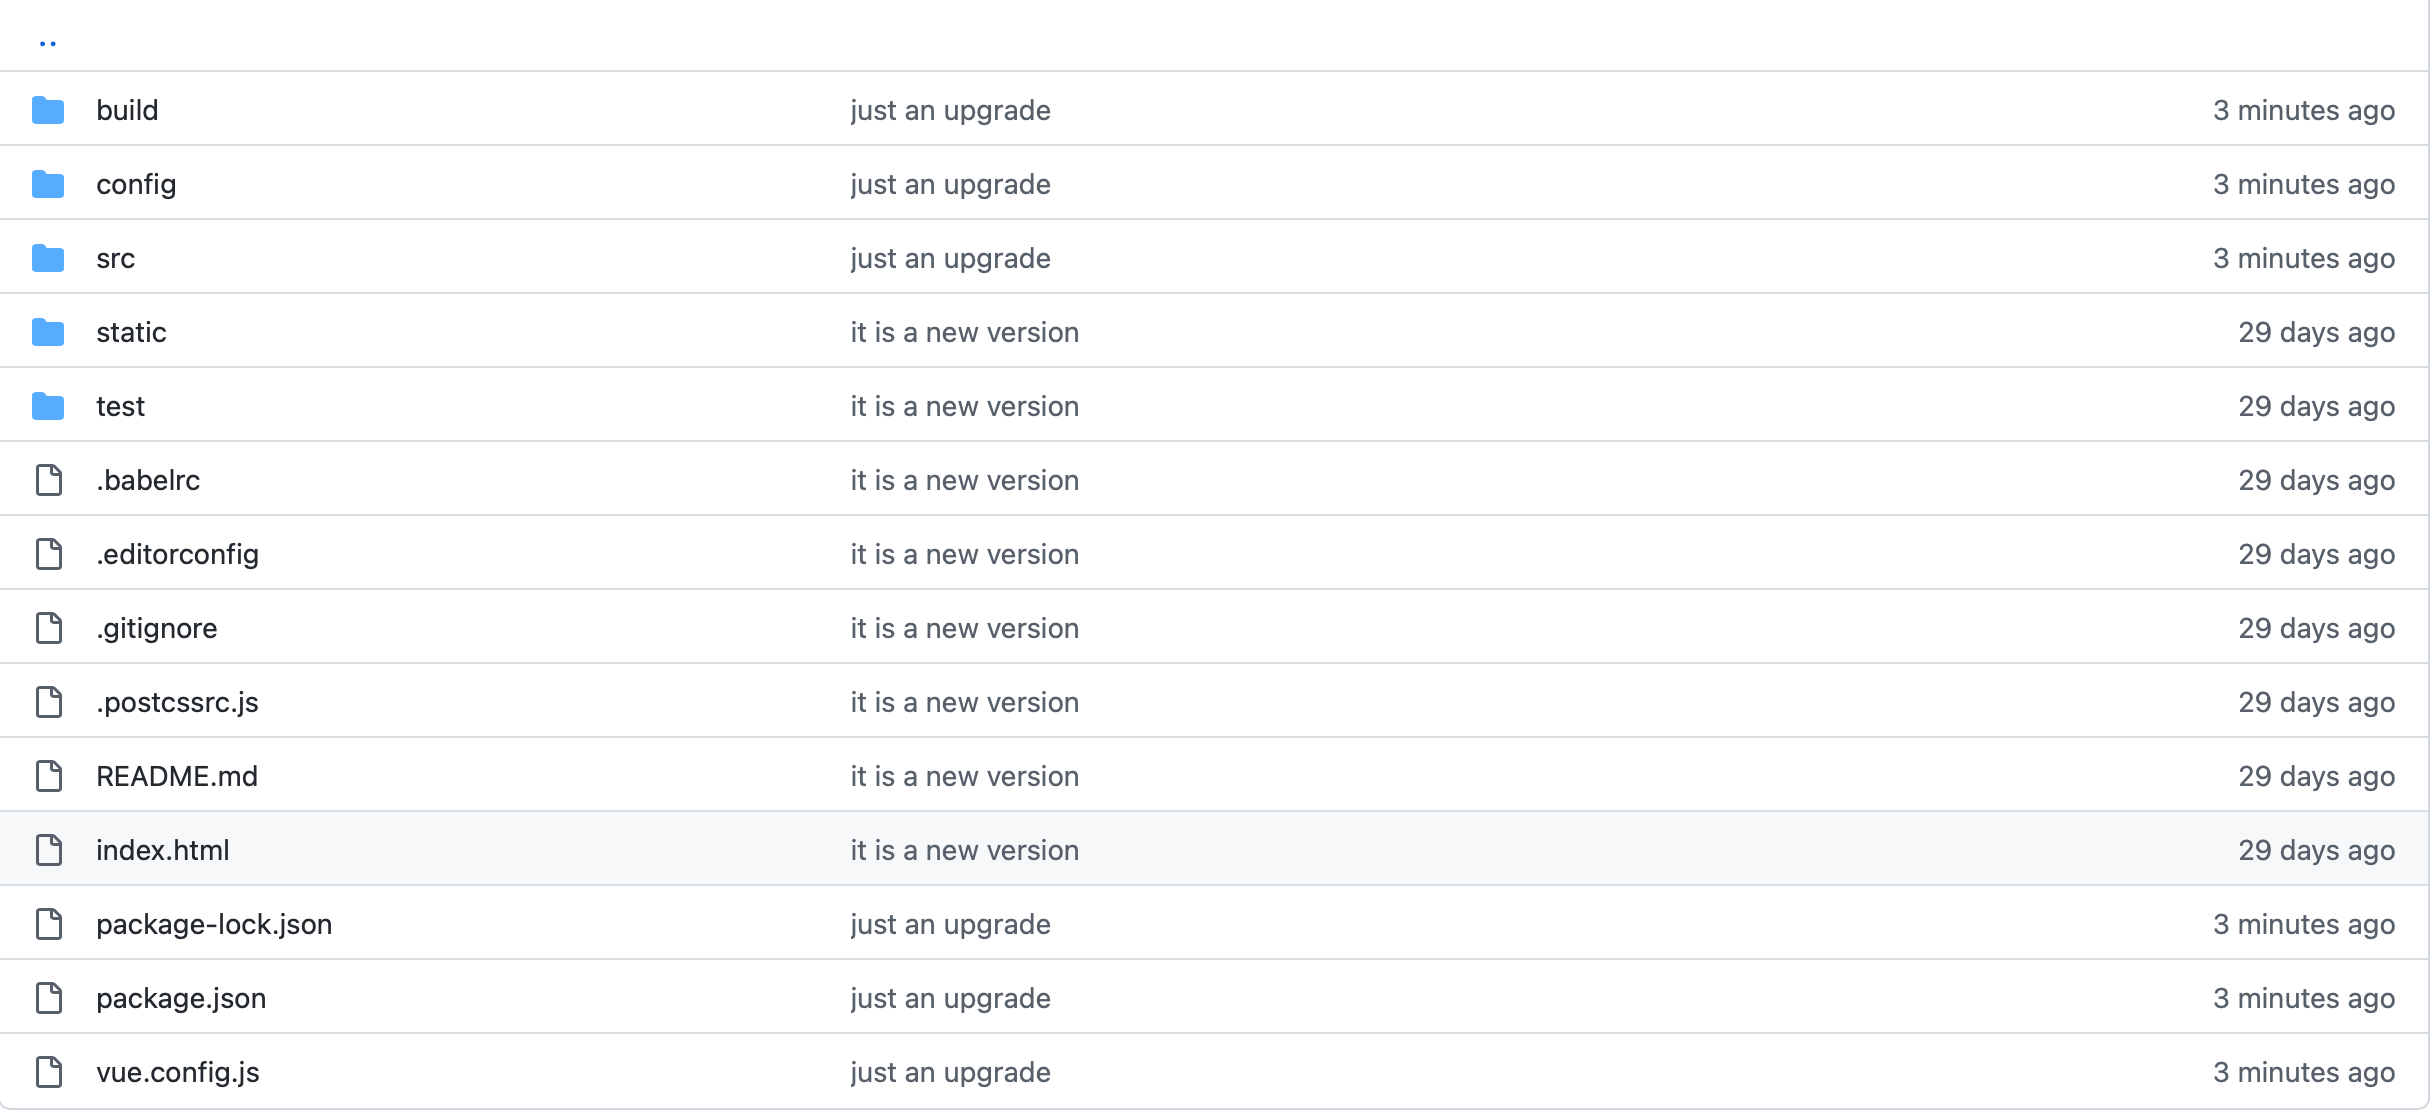 ..
build just an upgrade 3 minutes ago
config just an upgrade 3 minutes ago
src just an upgrade 3 minutes ago
static it is a new version 29 days ago
test it is a new version 29 days ago
.babelrc it is a new version 29 days ago
.editorconfig it is a new version 29 days ago
.gitignore it is a new version 29 days ago
.postcssrc.js it is a new version 29 days ago
README.md it is a new version 29 days ago
index.html it is a new version 29 days ago
package-lock.json just an upgrade 3 minutes ago
package.json just an upgrade 3 minutes ago
vue.config.js just an upgrade 3 minutes ago